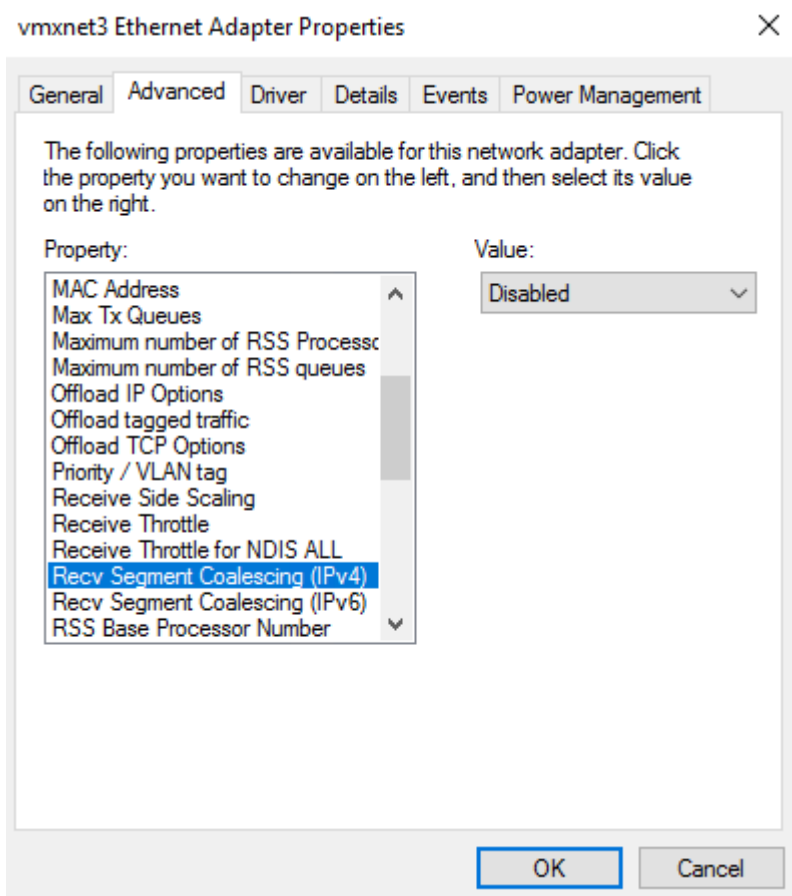 vmxnet3 Ethernet Adapter Properties
General Advanced Driver Details Events Power Management
The following properties are available for this network adapter. Click
the property you want to change on the left, and then select its value
on the right.
Property:
Value:
MAC Address
Max Tx Queues
Maximum number of RSS Processo
Maximum number of RSS queues
Offload IP Options
Offload tagged traffic
Offload TCP Options
Priority / VLAN tag
Receive Side Scaling
Receive Throttle
Receive Throttle for NDIS ALL
Recv Segment Coalescing (IPv4)
Recv Segment Coalescing (IPv6)
RSS Base Processor Number
Disabled
OK
Cancel